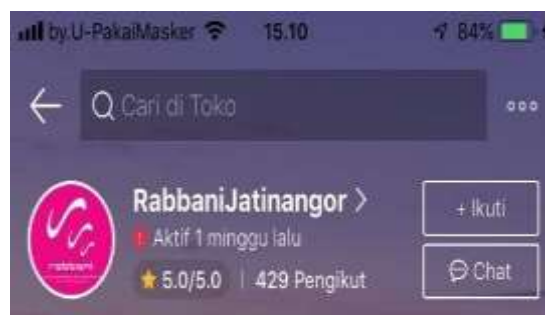 by.U-PakaiMasker 15.10 84%
Cari di Toko
RabbaniJatinangor >
+ Ikuti
Aktif 1 minggu lalu
5.0/5.0 | 429 Pengikut
Chat
rabbani